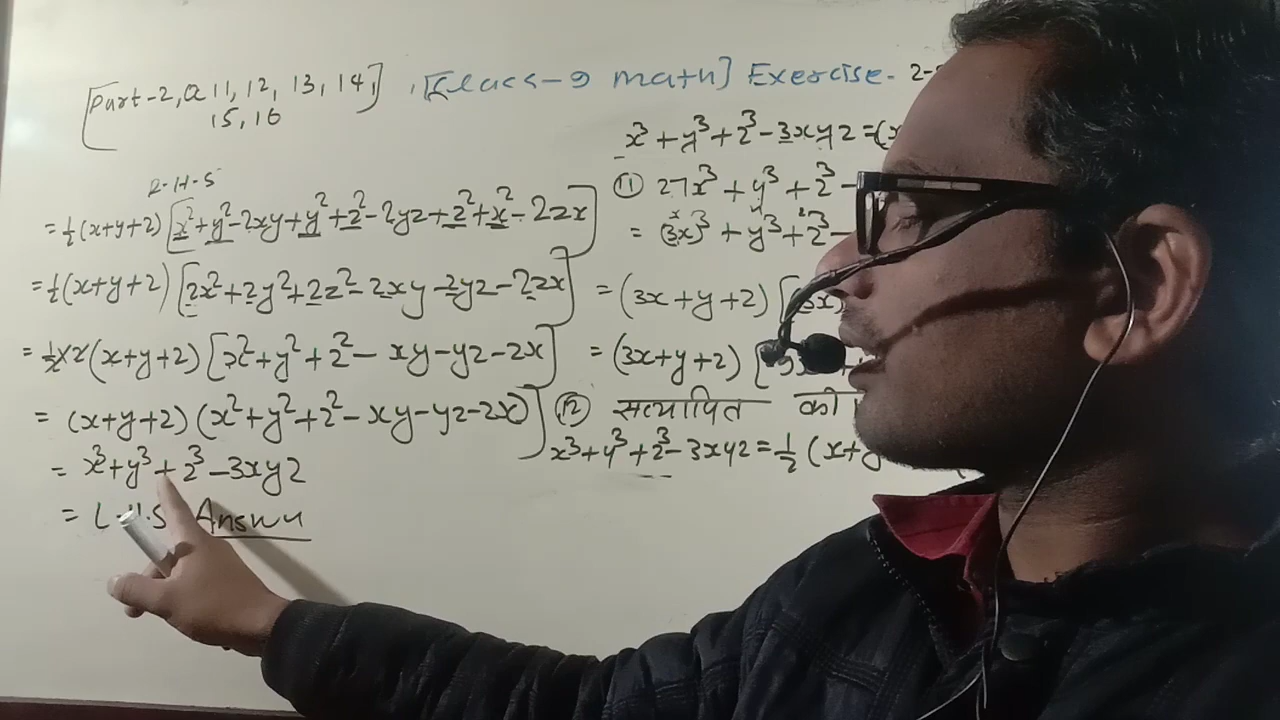 [Part-2, Q 11, 12, 13, 14,]
15, 16
, [Class-9 math] Exercise. 2-
R-H-S
= ½ (x+y+z) [x²+y²-2xy+y²+z²-2yz+z²+x²-2zx]
= ½ (x+y+z) [2x²+2y²+2z²-2xy-2yz-2zx]
= ½×2 (x+y+z) [x²+y²+z²-xy-yz-zx]
= (x+y+z) (x²+y²+z²-xy-yz-zx)]
= x³+y³+z³-3xyz
= L.H.S Answer
x³+y³+z³-3xyz=(x
⑪ 27x³+y³+z³-
= (3x)³+y³+z³-
= (3x+y+z) [(3x)
= (3x+y+z) [9x
⑫ सत्यापित की
x³+y³+z³-3xyz=½ (x+y